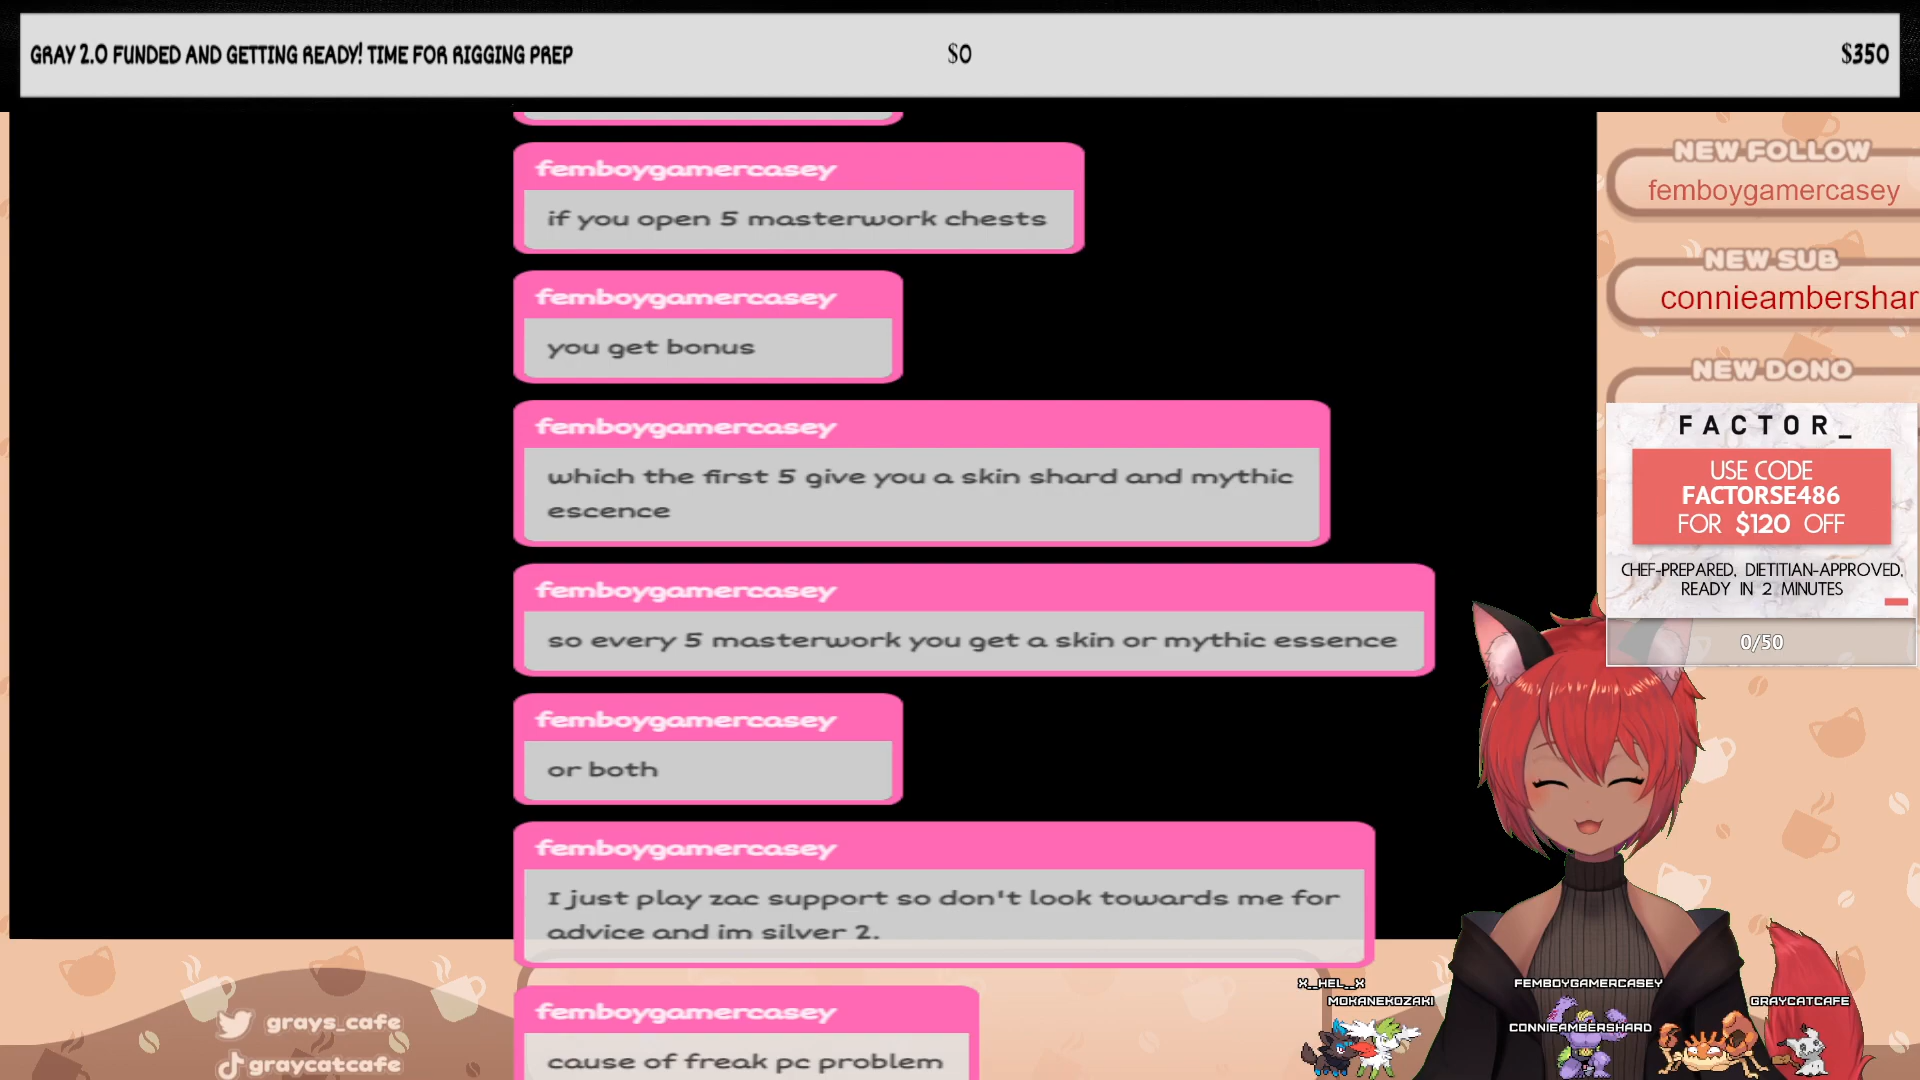 GRAY 2.0 FUNDED AND GETTING READY! TIME FOR RIGGING PREP
$0
$350
femboygamercasey
if you open 5 masterwork chests
femboygamercasey
you get bonus
femboygamercasey
which the first 5 give you a skin shard and mythic
escence
femboygamercasey
so every 5 masterwork you get a skin or mythic essence
femboygamercasey
or both
femboygamercasey
I just play zac support so don't look towards me for
advice and im silver 2.
femboygamercasey
cause of freak pc problem
NEW FOLLOW
femboygamercasey
NEW SUB
connieambershar
NEW DONO
FACTOR_
USE CODE
FACTORSE486
FOR $120 OFF
CHEF-PREPARED, DIETITIAN-APPROVED,
READY IN 2 MINUTES
0/50
grays_cafe
graycatcafe
X_HEL_X
MOKANEKOZAKI
FEMBOYGAMERCASEY
CONNIEAMBERSHARD
GRAYCATCAFE